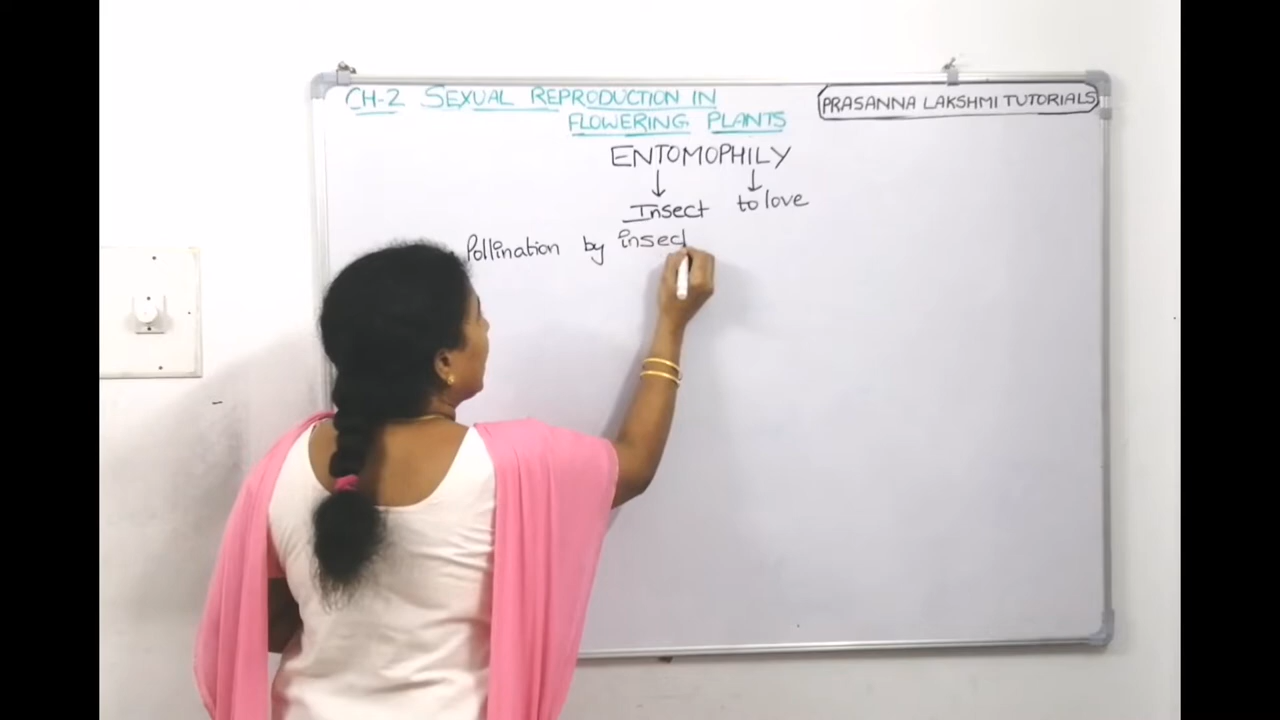 CH-2 SEXUAL REPRODUCTION IN
FLOWERING PLANTS
PRASANNA LAKSHMI TUTORIALS
ENTOMOPHILY
↓ ↓
Insect to love
Pollination by insect